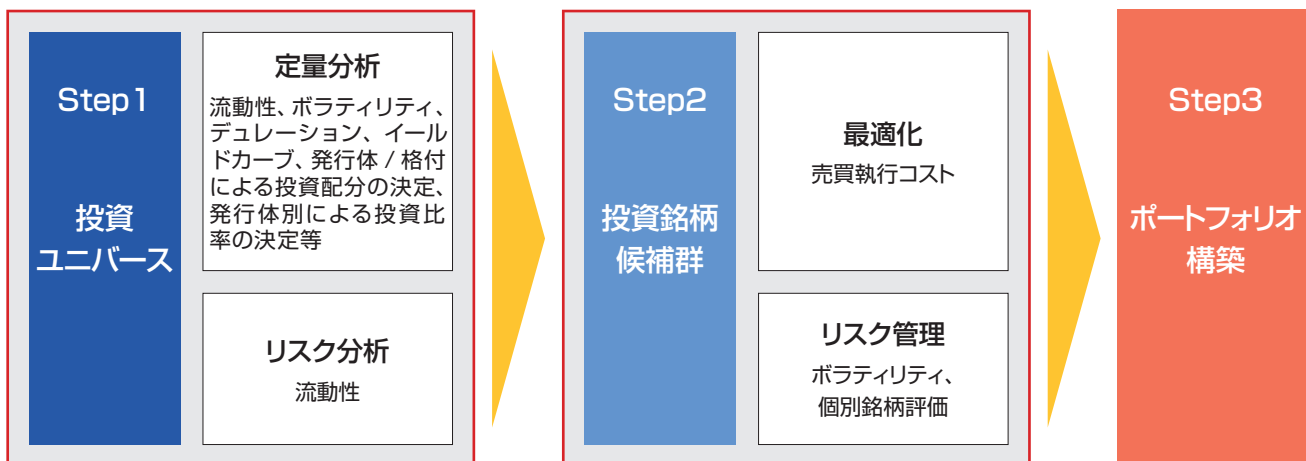 Step1
投資
ユニバース
定量分析
流動性、ボラティリティ、
デュレーション、イール
ドカーブ、発行体 / 格付
による投資配分の決定、
発行体別による投資比
率の決定等
リスク分析
流動性
Step2
投資銘柄
候補群
最適化
売買執行コスト
リスク管理
ボラティリティ、
個別銘柄評価
Step3
ポートフォリオ
構築